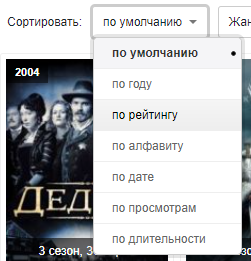 Сортировать: по умолчанию Жан
по умолчанию
по году
по рейтингу
по алфавиту
по дате
по просмотрам
по длительности
2004
ДЕД
3 сезон, 3